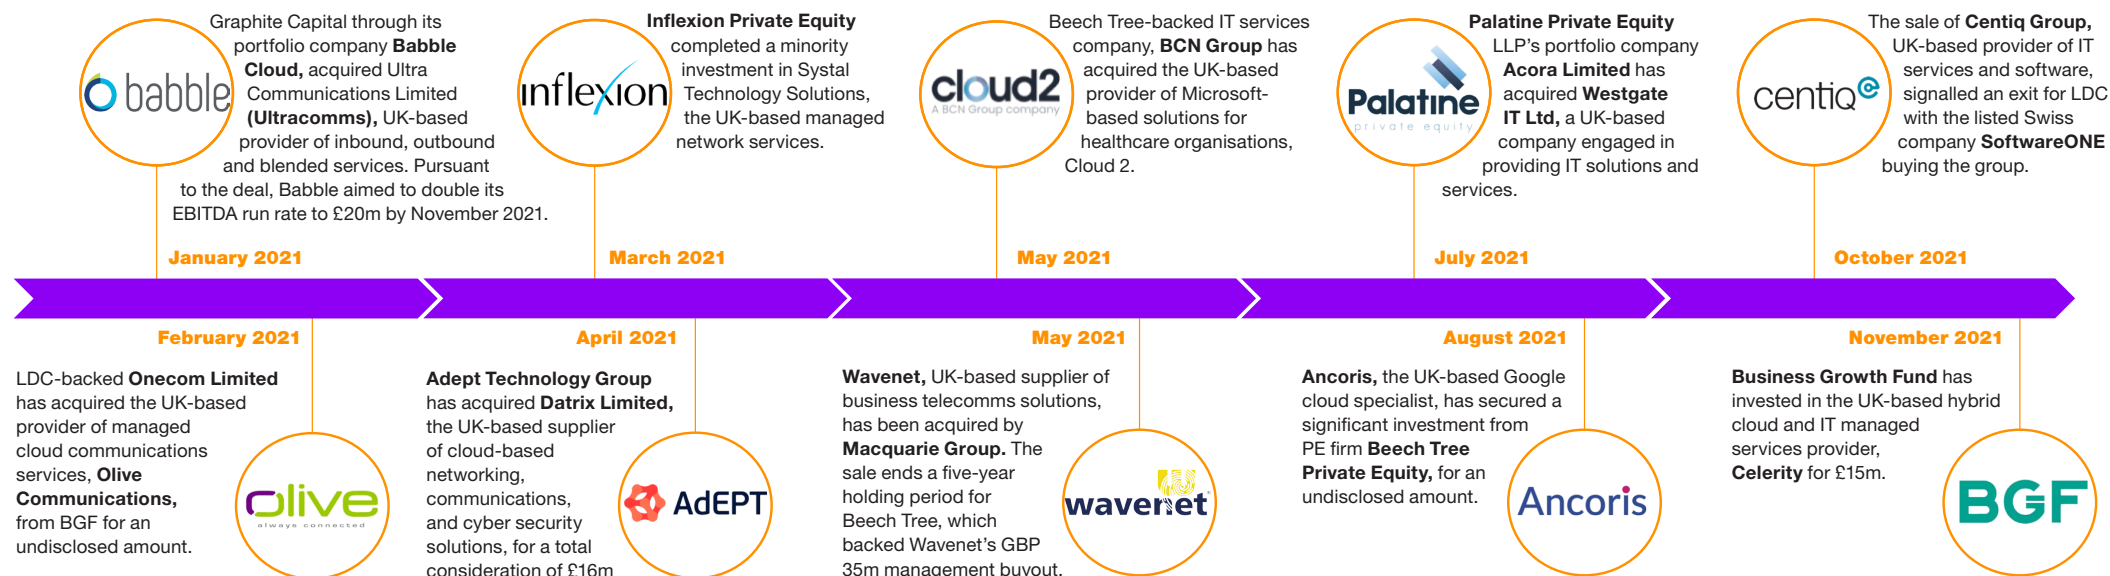 Graphite Capital through its
portfolio company Babble
Cloud, acquired Ultra
Communications Limited
(Ultracomms), UK-based
provider of inbound, outbound
and blended services. Pursuant
to the deal, Babble aimed to double its
EBITDA run rate to £20m by November 2021.
babble
January 2021
Inflexion Private Equity
completed a minority
investment in Systal
Technology Solutions,
the UK-based managed
network services.
inflexion
March 2021
Beech Tree-backed IT services
company, BCN Group has
acquired the UK-based
provider of Microsoft-
based solutions for
healthcare organisations,
Cloud 2.
cloud2
A BCN Group company
May 2021
Palatine Private Equity
LLP's portfolio company
Acora Limited has
acquired Westgate
IT Ltd, a UK-based
company engaged in
providing IT solutions and
services.
Palatine
private equity
July 2021
The sale of Centiq Group,
UK-based provider of IT
services and software,
signalled an exit for LDC
with the listed Swiss
company SoftwareONE
buying the group.
centiq
October 2021
February 2021
LDC-backed Onecom Limited
has acquired the UK-based
provider of managed
cloud communications
services, Olive
Communications,
from BGF for an
undisclosed amount.
olive
always connected
April 2021
Adept Technology Group
has acquired Datrix Limited,
the UK-based supplier
of cloud-based
networking,
communications,
and cyber security
solutions, for a total
consideration of £16m
AdEPT
May 2021
Wavenet, UK-based supplier of
business telecomms solutions,
has been acquired by
Macquarie Group. The
sale ends a five-year
holding period for
Beech Tree, which
backed Wavenet's GBP
35m management buyout.
wavenet
August 2021
Ancoris, the UK-based Google
cloud specialist, has secured a
significant investment from
PE firm Beech Tree
Private Equity, for an
undisclosed amount.
Ancoris
November 2021
Business Growth Fund has
invested in the UK-based hybrid
cloud and IT managed
services provider,
Celerity for £15m.
BGF